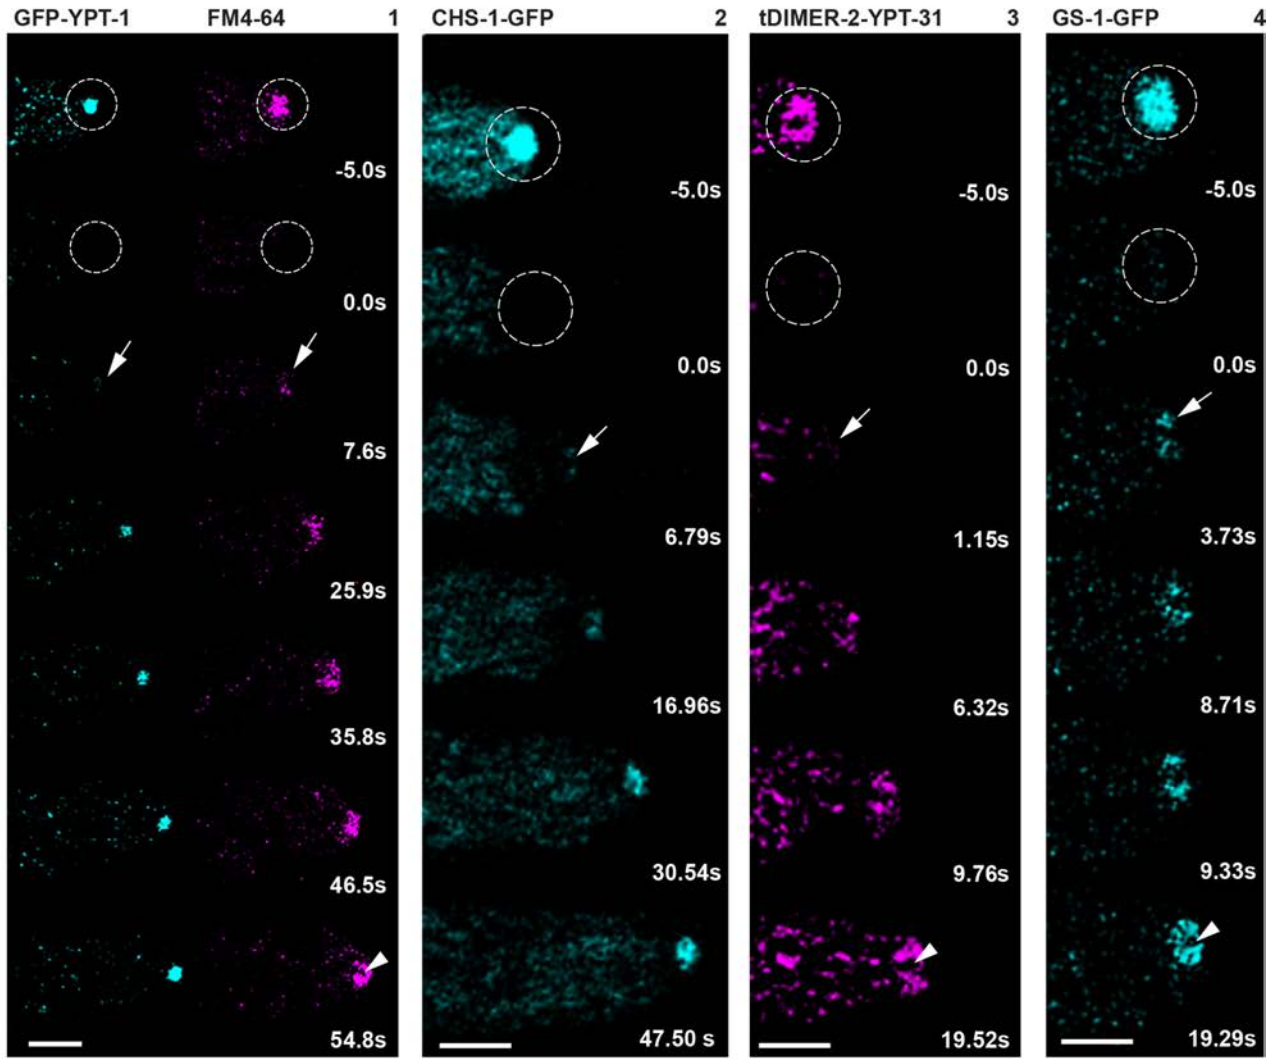 GFP-YPT-1 FM4-64 1
-5.0s
0.0s
7.6s
25.9s
35.8s
46.5s
54.8s
CHS-1-GFP 2
-5.0s
0.0s
6.79s
16.96s
30.54s
47.50 s
tDIMER-2-YPT-31 3
-5.0s
0.0s
1.15s
6.32s
9.76s
19.52s
GS-1-GFP 4
-5.0s
0.0s
3.73s
8.71s
9.33s
19.29s